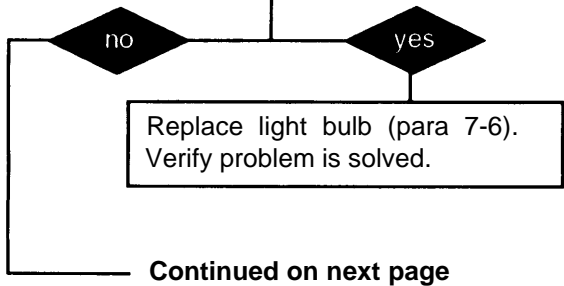 no
yes
Replace light bulb (para 7-6).
Verify problem is solved.
Continued on next page